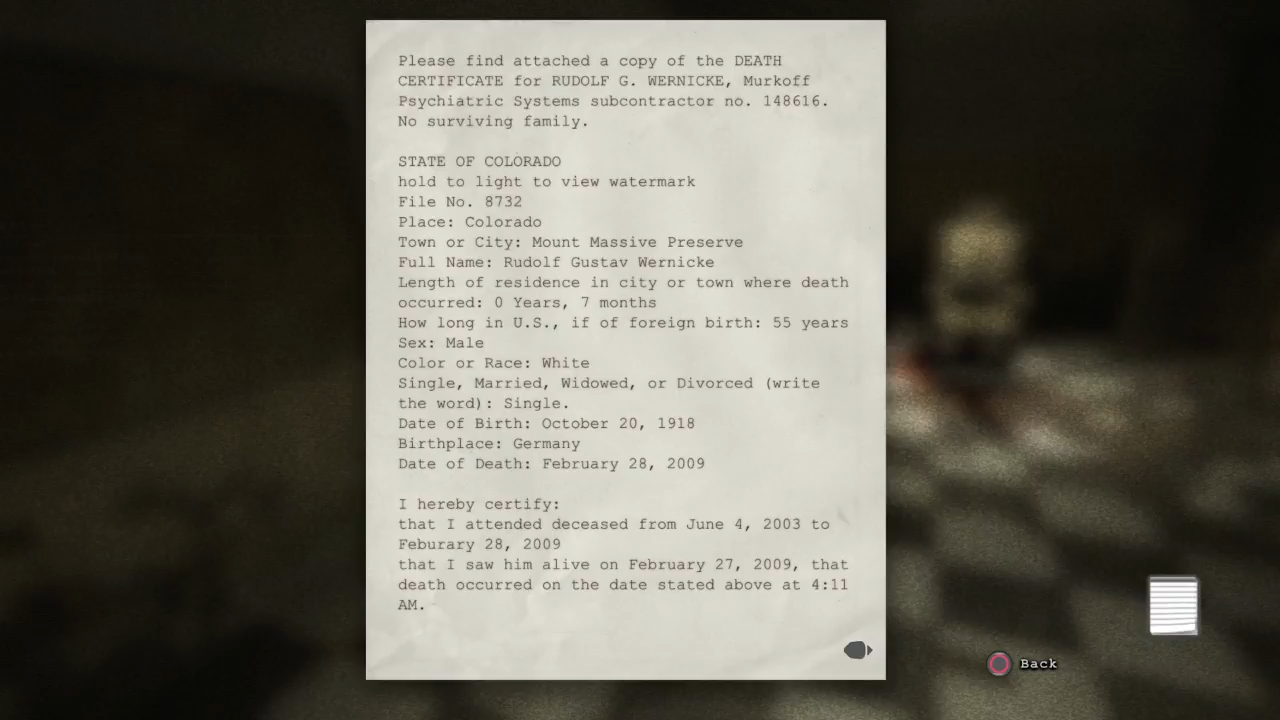 Please find attached a copy of the DEATH
CERTIFICATE for RUDOLF G. WERNICKE, Murkoff
Psychiatric Systems subcontractor no. 148616.
No surviving family.
STATE OF COLORADO
hold to light to view watermark
File No. 8732
Place: Colorado
Town or City: Mount Massive Preserve
Full Name: Rudolf Gustav Wernicke
Length of residence in city or town where death
occurred: 0 Years, 7 months
How long in U.S., if of foreign birth: 55 years
Sex: Male
Color or Race: White
Single, Married, Widowed, or Divorced (write
the word): Single.
Date of Birth: October 20, 1918
Birthplace: Germany
Date of Death: February 28, 2009
I hereby certify:
that I attended deceased from June 4, 2003 to
Feburary 28, 2009
that I saw him alive on February 27, 2009, that
death occurred on the date stated above at 4:11
AM.
Back